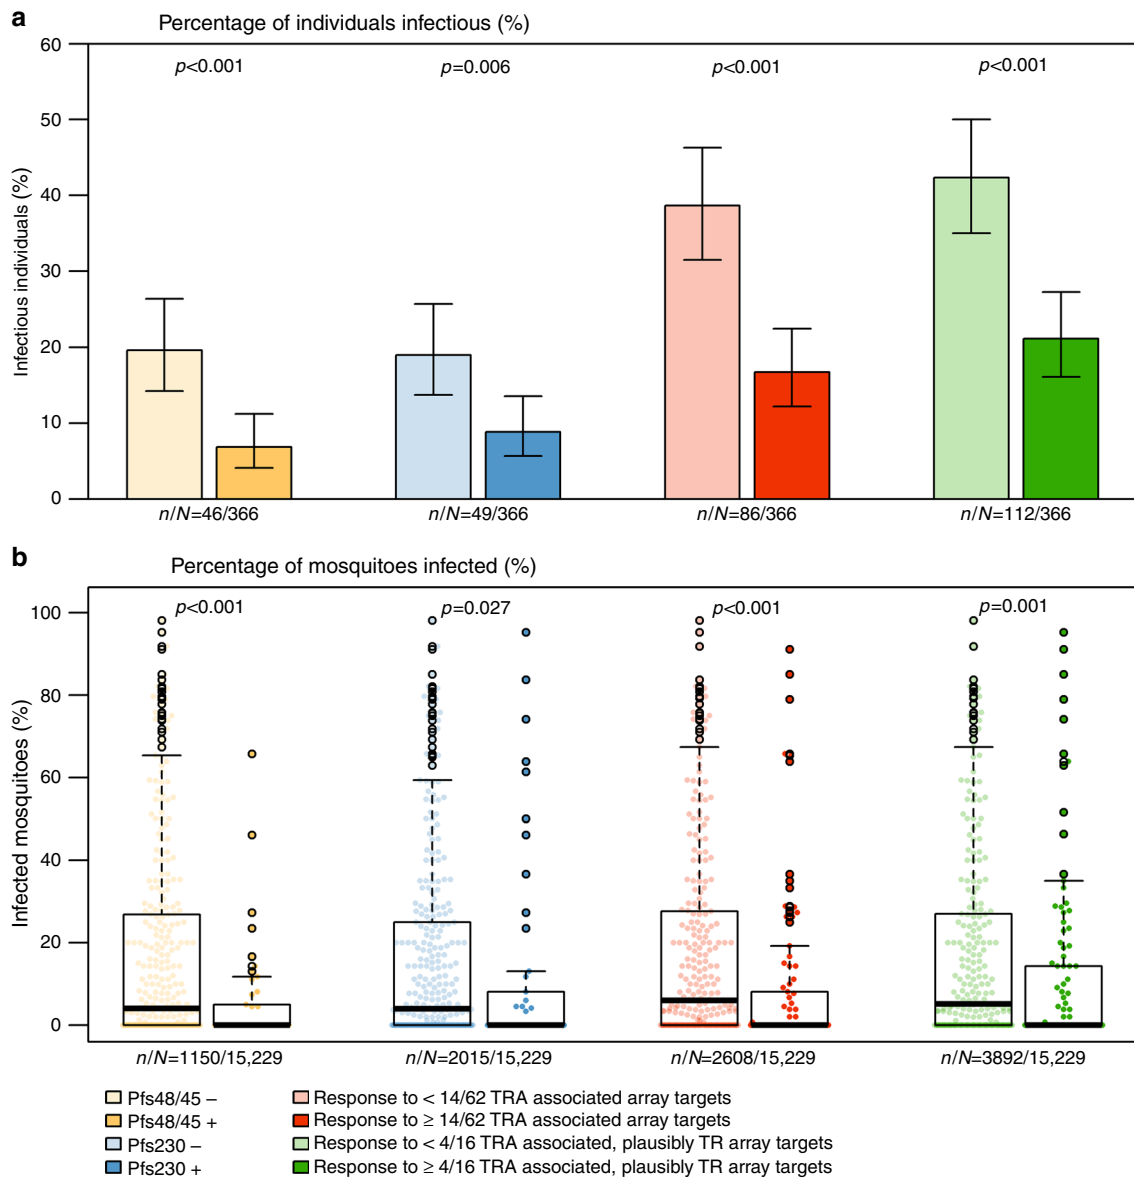 a
Percentage of individuals infectious (%)
60
50
40
30
20
10
0
Infectious individuals (%)
p<0.001
p=0.006
p<0.001
p<0.001
n/N=46/366
n/N=49/366
n/N=86/366
n/N=112/366
b
Percentage of mosquitoes infected (%)
100
80
60
40
20
0
Infected mosquitoes (%)
p<0.001
p=0.027
p<0.001
p=0.001
n/N=1150/15,229
n/N=2015/15,229
n/N=2608/15,229
n/N=3892/15,229
Pfs48/45 –
Pfs48/45 +
Pfs230 –
Pfs230 +
Response to < 14/62 TRA associated array targets
Response to ≥ 14/62 TRA associated array targets
Response to < 4/16 TRA associated, plausibly TR array targets
Response to ≥ 4/16 TRA associated, plausibly TR array targets